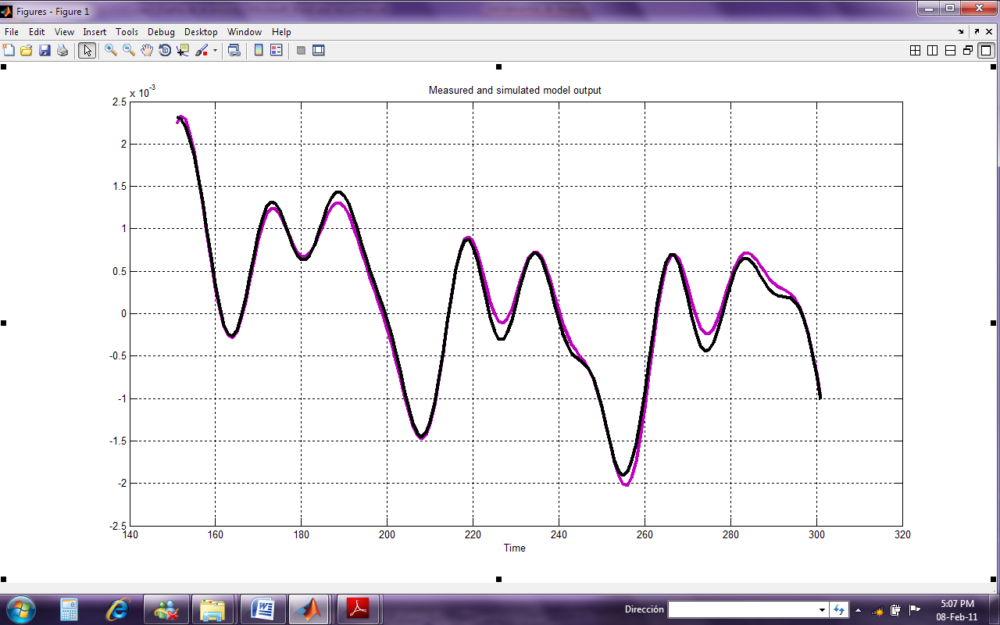 Figures - Figure 1
File Edit View Insert Tools Debug Desktop Window Help
x 10-3
Measured and simulated model output
2.5
2
1.5
1
0.5
0
-0.5
-1
-1.5
-2
-2.5
140 160 180 200 220 240 260 280 300 320
Time
Dirección
5:07 PM
08-Feb-11